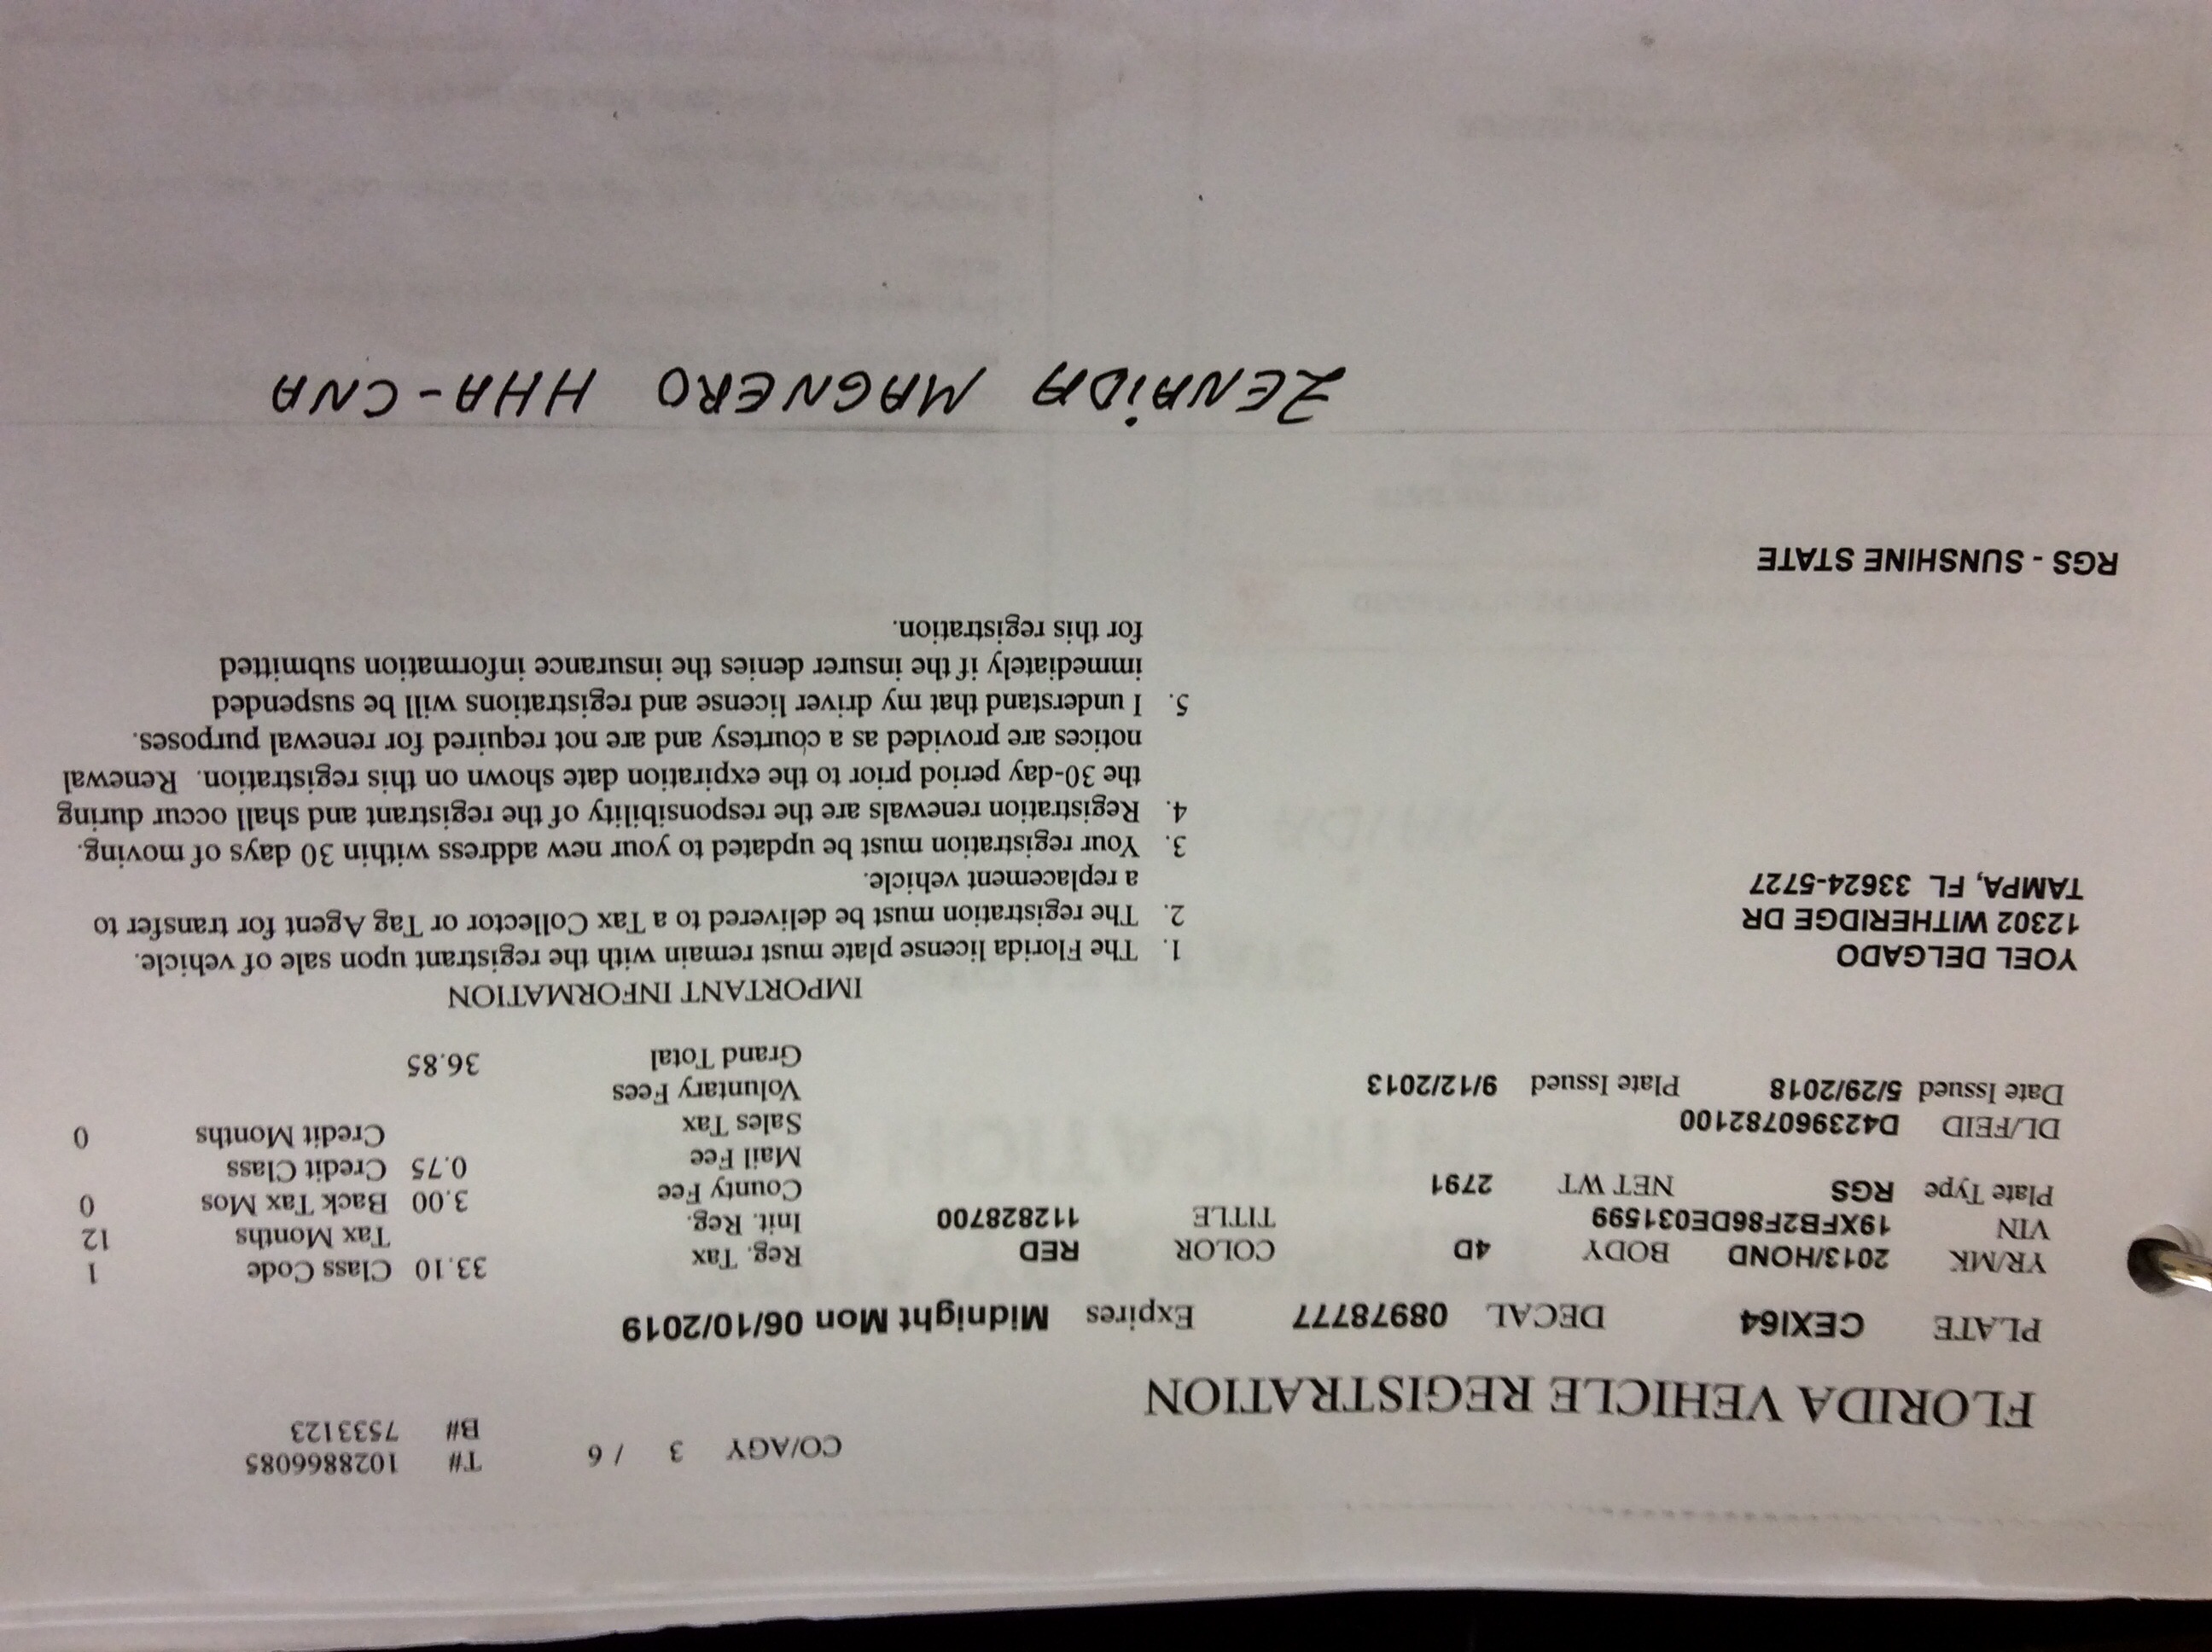 CO/AGY 3 / 6 T# 1028866085
B# 7533123
FLORIDA VEHICLE REGISTRATION
PLATE CEXI64 DECAL 08978777 Expires Midnight Mon 06/10/2019
YR/MK 2013/HOND BODY 4D COLOR RED Reg. Tax 33.10 Class Code 1
VIN 19XFB2F86DE031599 TITLE 112828700 Init. Reg. Tax Months 12
Plate Type RGS NET WT 2791 County Fee 3.00 Back Tax Mos 0
Mail Fee 0.75 Credit Class
DL/FEID D423960782100 Sales Tax Credit Months 0
Date Issued 5/29/2018 Plate Issued 9/12/2013 Voluntary Fees
Grand Total 36.85
YOEL DELGADO
12302 WITHERIDGE DR
TAMPA, FL 33624-5727
IMPORTANT INFORMATION
1. The Florida license plate must remain with the registrant upon sale of vehicle.
2. The registration must be delivered to a Tax Collector or Tag Agent for transfer to
a replacement vehicle.
3. Your registration must be updated to your new address within 30 days of moving.
4. Registration renewals are the responsibility of the registrant and shall occur during
the 30-day period prior to the expiration date shown on this registration. Renewal
notices are provided as a courtesy and are not required for renewal purposes.
5. I understand that my driver license and registrations will be suspended
immediately if the insurer denies the insurance information submitted
for this registration.
RGS - SUNSHINE STATE
ZENAiDA MAGNERO HHA-CNA